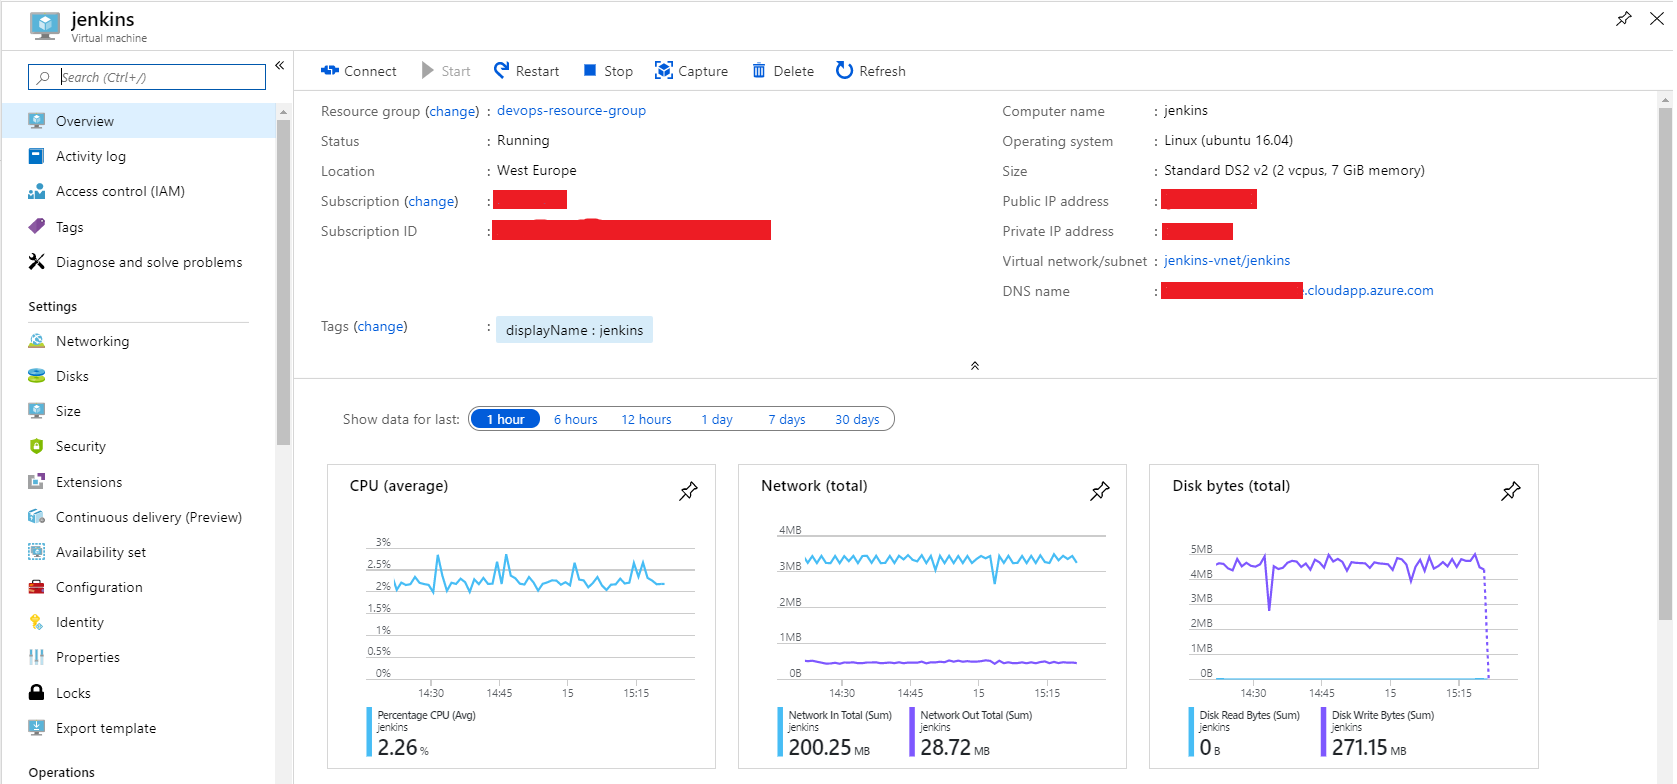 jenkins
Virtual machine
Search (Ctrl+/)
«
Overview
Activity log
Access control (IAM)
Tags
Diagnose and solve problems
Settings
Networking
Disks
Size
Security
Extensions
Continuous delivery (Preview)
Availability set
Configuration
Identity
Properties
Locks
Export template
Operations
Connect Start Restart Stop Capture Delete Refresh
Resource group (change) : devops-resource-group
Status : Running
Location : West Europe
Subscription (change) :
Subscription ID :
Computer name : jenkins
Operating system : Linux (ubuntu 16.04)
Size : Standard DS2 v2 (2 vcpus, 7 GiB memory)
Public IP address :
Private IP address :
Virtual network/subnet : jenkins-vnet/jenkins
DNS name : .cloudapp.azure.com
Tags (change) : displayName : jenkins
Show data for last: 1 hour 6 hours 12 hours 1 day 7 days 30 days
CPU (average)
3%
2.5%
2%
1.5%
1%
0.5%
0%
14:30 14:45 15 15:15
Percentage CPU (Avg)
jenkins
2.26 %
Network (total)
4MB
3MB
2MB
1MB
0B
14:30 14:45 15 15:15
Network In Total (Sum)
jenkins
200.25 MB
Network Out Total (Sum)
jenkins
28.72 MB
Disk bytes (total)
5MB
4MB
3MB
2MB
1MB
0B
14:30 14:45 15 15:15
Disk Read Bytes (Sum)
jenkins
0 B
Disk Write Bytes (Sum)
jenkins
271.15 MB